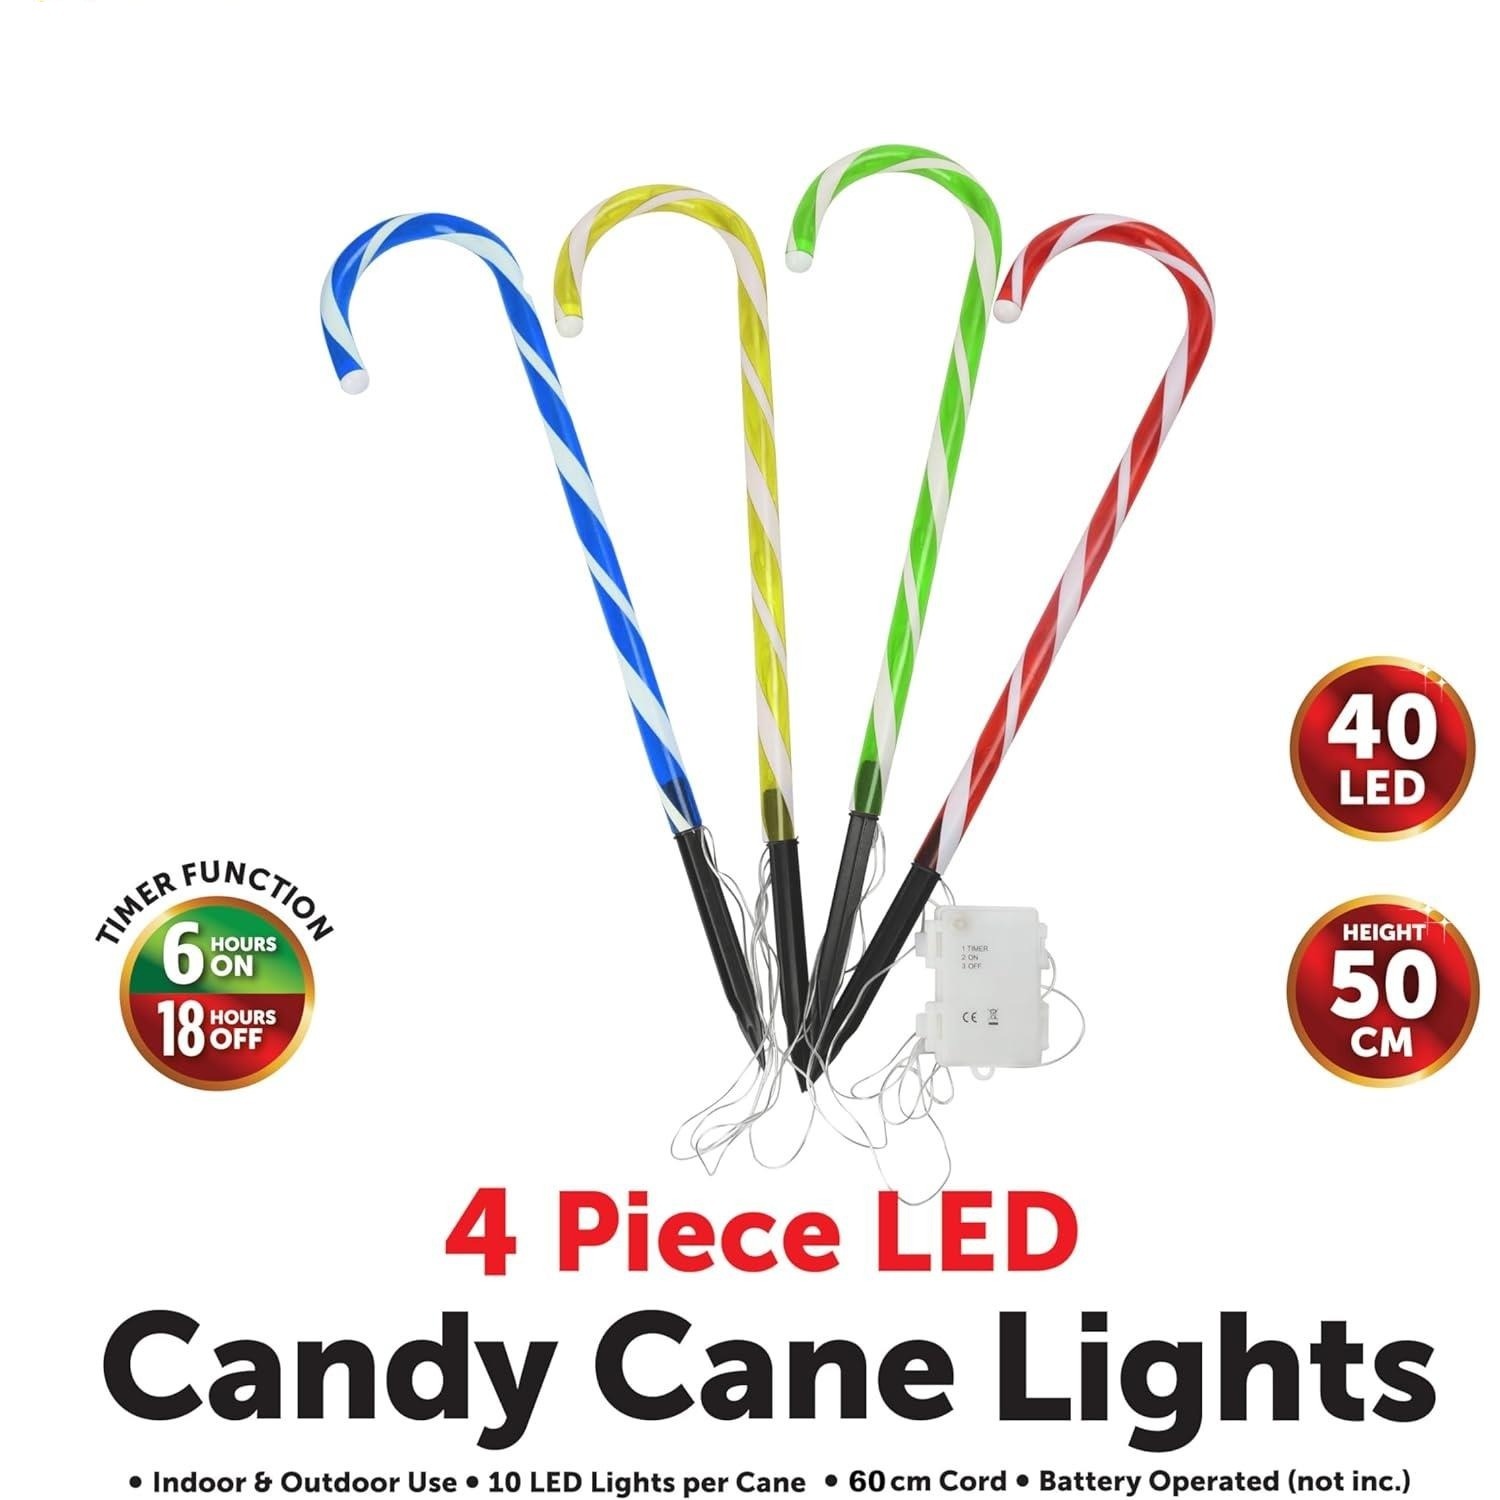 40
LED
HEIGHT
50
CM
TIMER FUNCTION
6 HOURS
ON
18 HOURS
OFF
1 TIMER
2 ON
3 OFF
CE
4 Piece LED
Candy Cane Lights
• Indoor & Outdoor Use • 10 LED Lights per Cane • 60 cm Cord • Battery Operated (not inc.)